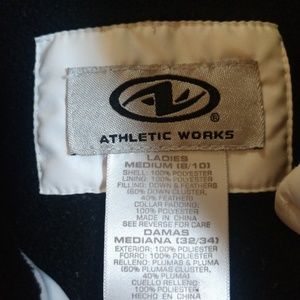 ®
ATHLETIC WORKS
LADIES
MEDIUM (8/10)
SHELL: 100% POLYESTER
LINING: 100% POLYESTER
FILLING: DOWN & FEATHERS
(60% DOWN CLUSTER,
40% FEATHER)
COLLAR PADDING:
100% POLYESTER
MADE IN CHINA
SEE REVERSE FOR CARE
DAMAS
MEDIANA (32/34)
EXTERIOR: 100% POLIESTER
FORRO: 100% POLIESTER
RELLENO: PLUMAS & PLUMA
(60% PLUMAS CLUMSTER,
40% PLUMA)
CUELLO RELLENO:
100% POLIESTER
HECHO EN CHINA